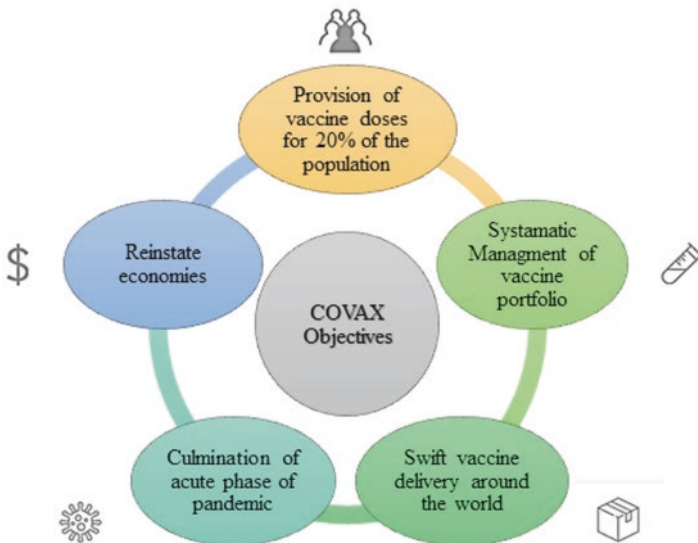 Provision of
vaccine doses
for 20% of the
population
Systamatic
Managment of
vaccine
portfolio
Swift vaccine
delivery around
the world
Culmination of
acute phase of
pandemic
Reinstate
economies
COVAX
Objectives
$